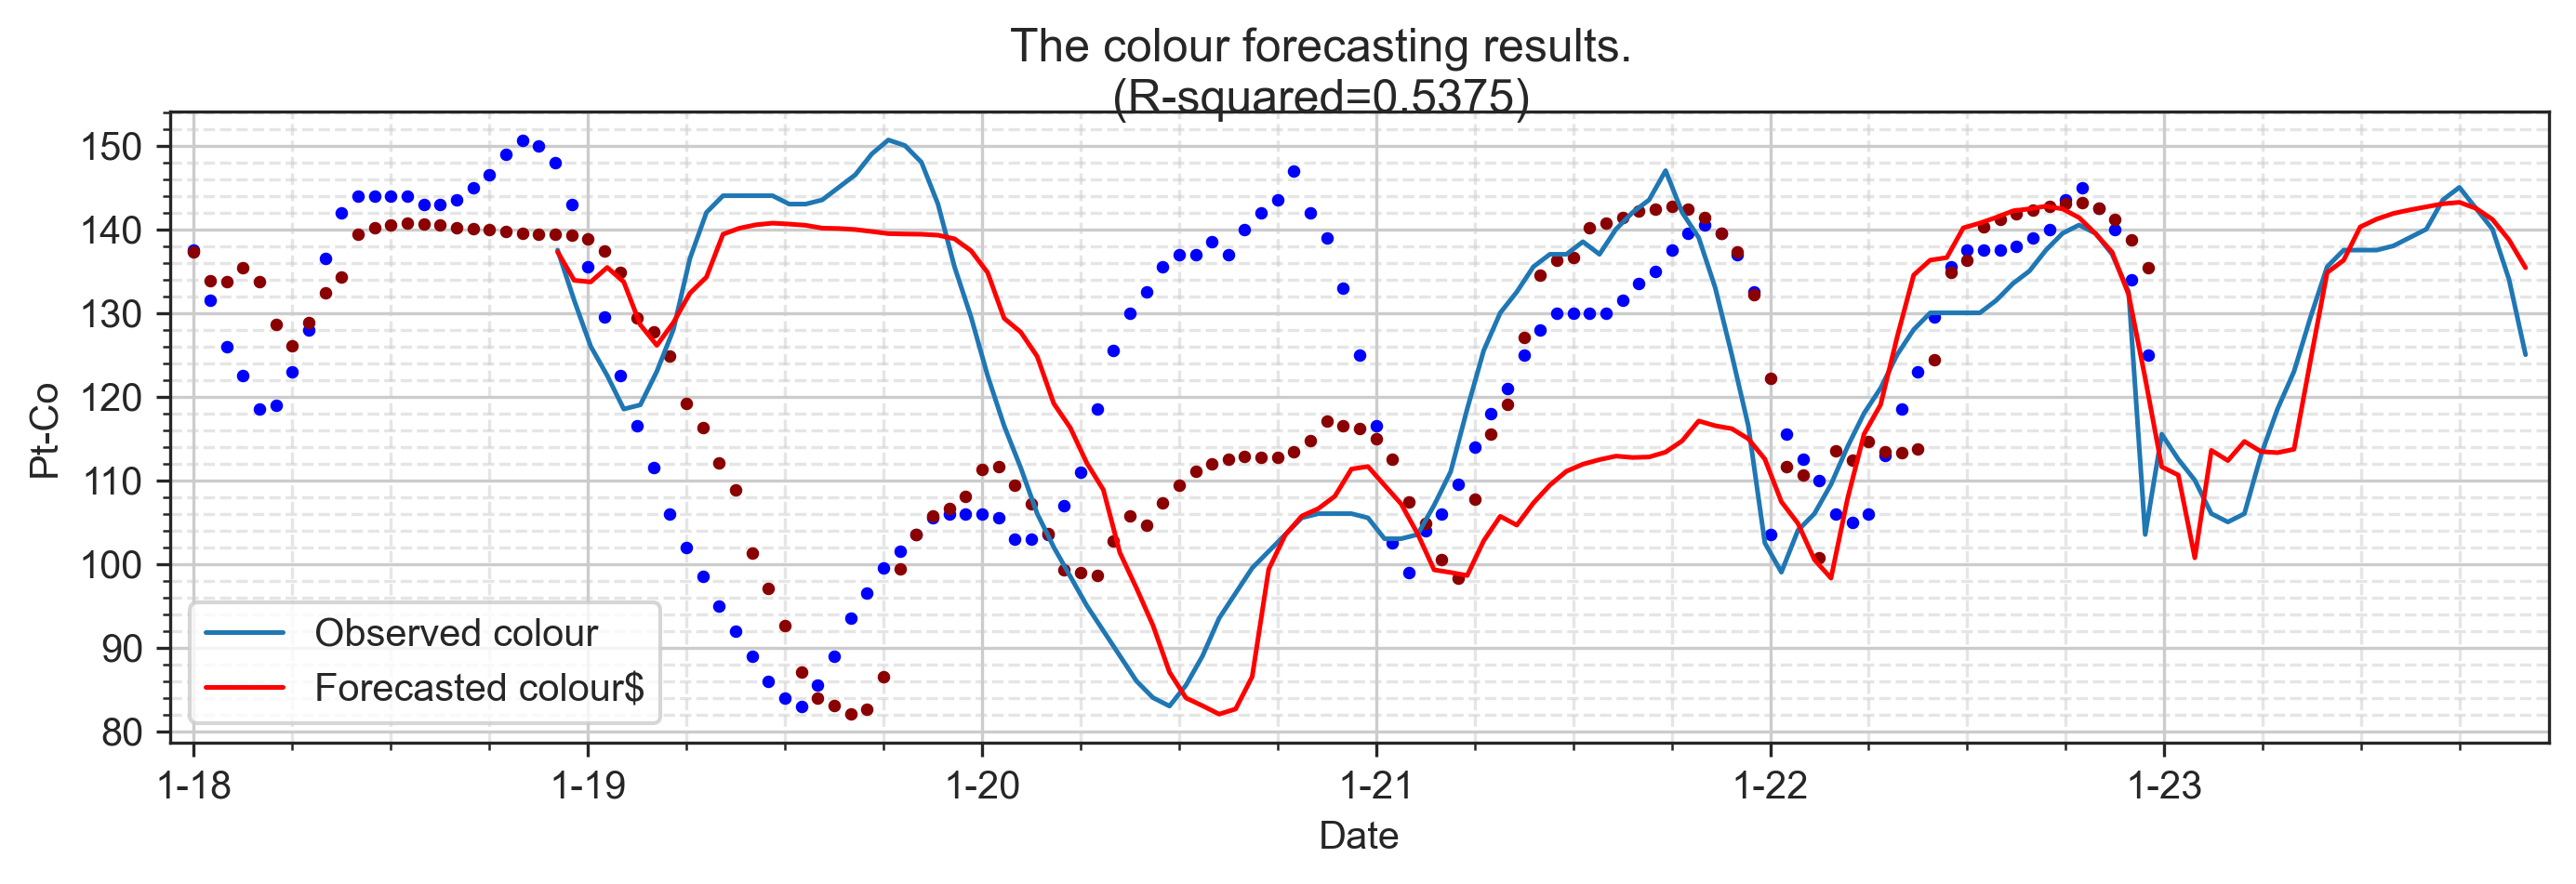 The colour forecasting results.
(R-squared=0.5375)
150
140
130
120
110
100
90
80
Pt-Co
Observed colour
Forecasted colour$
1-18
1-19
1-20
1-21
1-22
1-23
Date